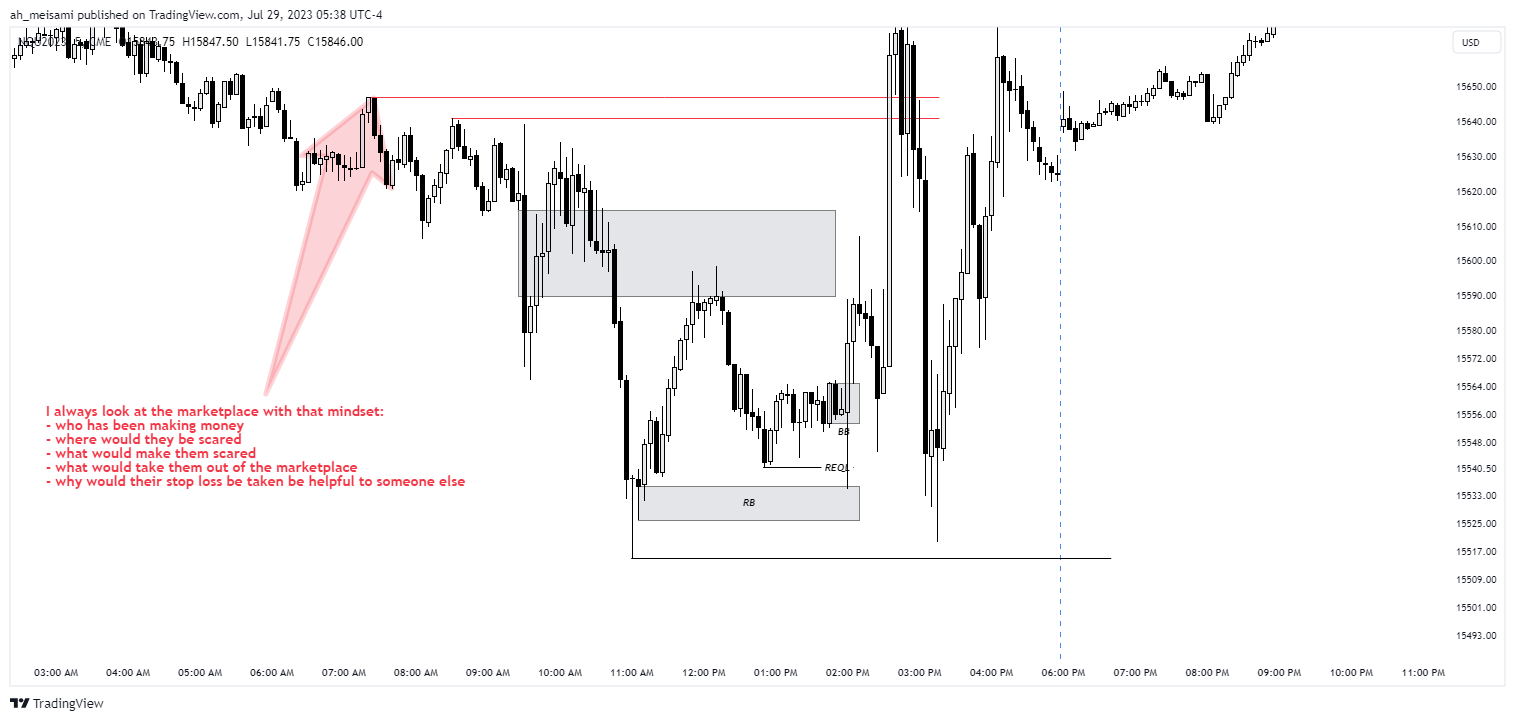 ah_meisami published on TradingView.com, Jul 29, 2023 05:38 UTC-4
H15847.50 L15841.75 C15846.00
USD
15650.00
15640.00
15630.00
15620.00
15610.00
15600.00
15590.00
15580.00
15572.00
15564.00
15556.00
15548.00
15540.50
15533.00
15525.00
15517.00
15509.00
15501.00
15493.00
I always look at the marketplace with that mindset:
- who has been making money
- where would they be scared
- what would make them scared
- what would take them out of the marketplace
- why would their stop loss be taken be helpful to someone else
BB
REQL
RB
03:00 AM 04:00 AM 05:00 AM 06:00 AM 07:00 AM 08:00 AM 09:00 AM 10:00 AM 11:00 AM 12:00 PM 01:00 PM 02:00 PM 03:00 PM 04:00 PM 06:00 PM 07:00 PM 08:00 PM 09:00 PM 10:00 PM 11:00 PM
TradingView